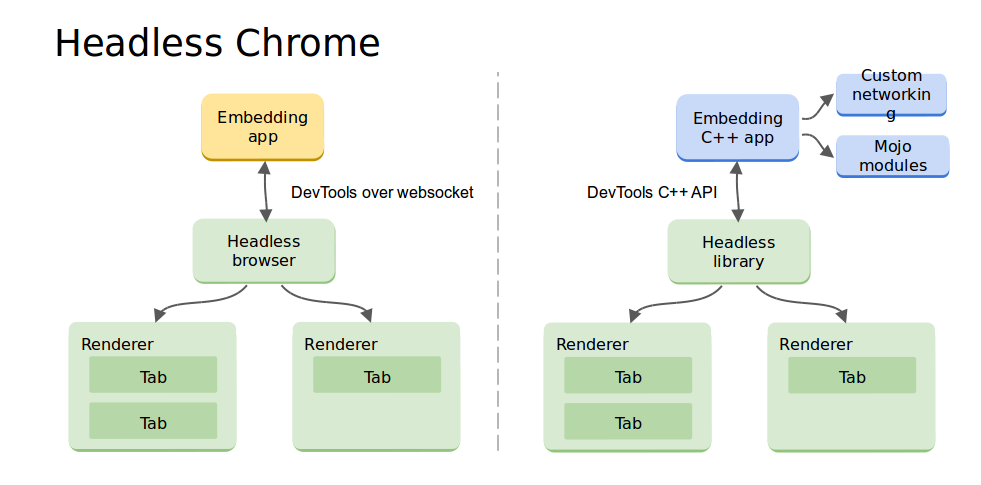 Headless Chrome
Embedding
app
DevTools over websocket
Headless
browser
Renderer
Tab
Tab
Renderer
Tab
Embedding
C++ app
Custom
networkin
g
Mojo
modules
DevTools C++ API
Headless
library
Renderer
Tab
Tab
Renderer
Tab